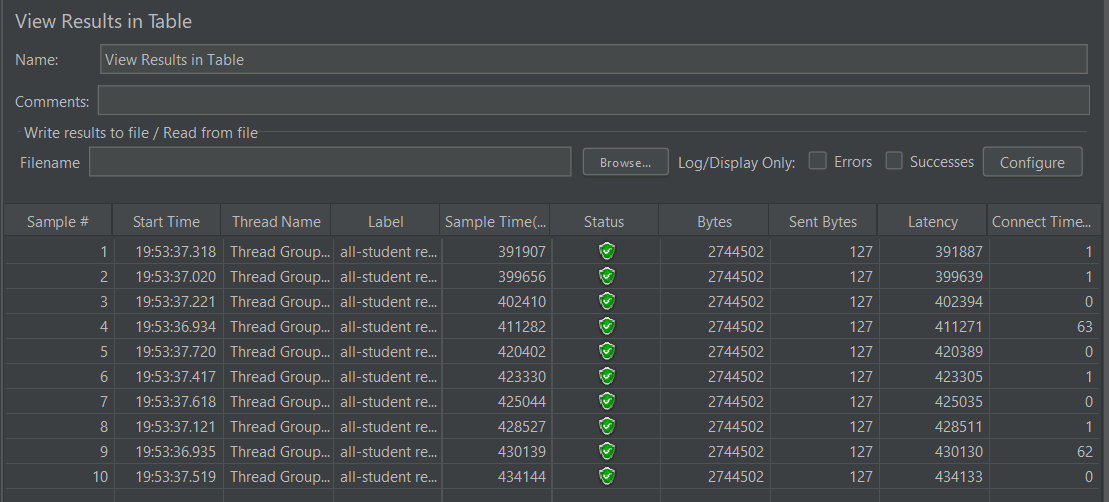 View Results in Table
Name: View Results in Table
Comments:
Write results to file / Read from file
Filename Browse... Log/Display Only: Errors Successes Configure
Sample # Start Time Thread Name Label Sample Time(... Status Bytes Sent Bytes Latency Connect Time...
1 19:53:37.318 Thread Group... all-student re... 391907 2744502 127 391887 1
2 19:53:37.020 Thread Group... all-student re... 399656 2744502 127 399639 1
3 19:53:37.221 Thread Group... all-student re... 402410 2744502 127 402394 0
4 19:53:36.934 Thread Group... all-student re... 411282 2744502 127 411271 63
5 19:53:37.720 Thread Group... all-student re... 420402 2744502 127 420389 0
6 19:53:37.417 Thread Group... all-student re... 423330 2744502 127 423305 1
7 19:53:37.618 Thread Group... all-student re... 425044 2744502 127 425035 0
8 19:53:37.121 Thread Group... all-student re... 428527 2744502 127 428511 1
9 19:53:36.935 Thread Group... all-student re... 430139 2744502 127 430130 62
10 19:53:37.519 Thread Group... all-student re... 434144 2744502 127 434133 0